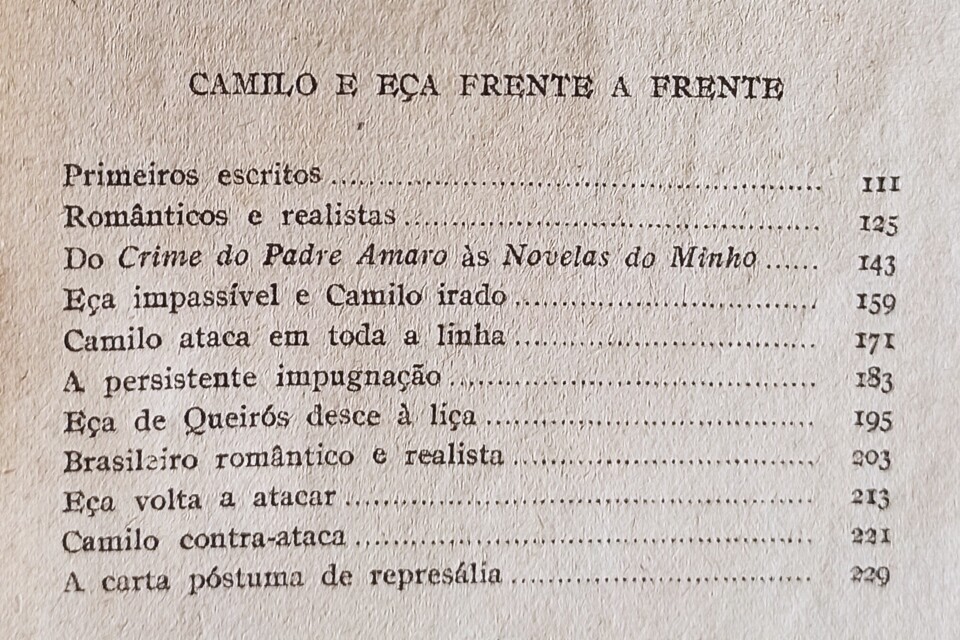 CAMILO E EÇA FRENTE A FRENTE
Primeiros escritos ........ 111
Românticos e realistas ........ 125
Do Crime do Padre Amaro às Novelas do Minho ...... 143
Eça impassível e Camilo irado ........ 159
Camilo ataca em toda a linha ........ 171
A persistente impugnação ........ 183
Eça de Queirós desce à liça ........ 195
Brasileiro romântico e realista ........ 203
Eça volta a atacar ........ 213
Camilo contra-ataca ........ 221
A carta póstuma de represália ........ 229